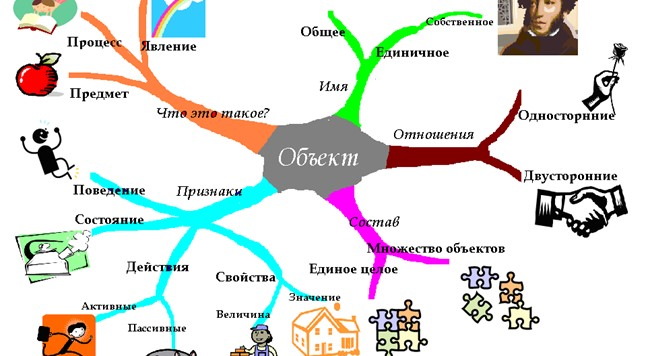 Общее
Собственное
Единичное
Имя
Процесс
Явление
Предмет
Что это такое?
Объект
Отношения
Односторнние
Двусторонние
Признаки
Поведение
Состояние
Действия
Активные
Пассивные
Свойства
Величина
Значение
Состав
Множество объектов
Единое целое